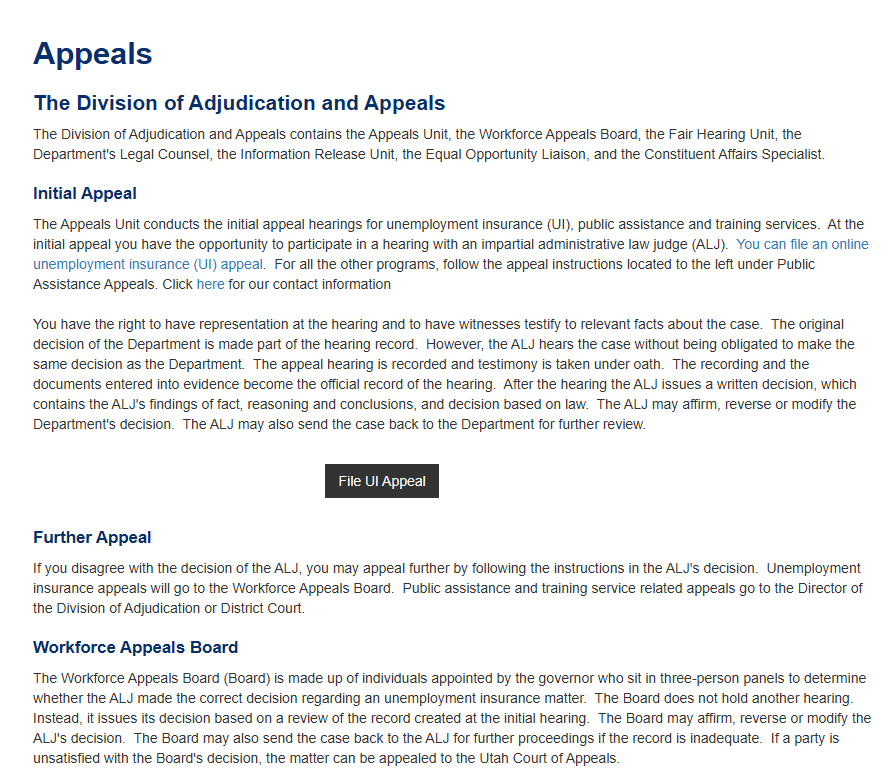 Appeals
The Division of Adjudication and Appeals
The Division of Adjudication and Appeals contains the Appeals Unit, the Workforce Appeals Board, the Fair Hearing Unit, the
Department's Legal Counsel, the Information Release Unit, the Equal Opportunity Liaison, and the Constituent Affairs Specialist.
Initial Appeal
The Appeals Unit conducts the initial appeal hearings for unemployment insurance (UI), public assistance and training services.  At the
initial appeal you have the opportunity to participate in a hearing with an impartial administrative law judge (ALJ).  You can file an online
unemployment insurance (UI) appeal.  For all the other programs, follow the appeal instructions located to the left under Public
Assistance Appeals. Click here for our contact information
You have the right to have representation at the hearing and to have witnesses testify to relevant facts about the case.  The original
decision of the Department is made part of the hearing record.  However, the ALJ hears the case without being obligated to make the
same decision as the Department.  The appeal hearing is recorded and testimony is taken under oath.  The recording and the
documents entered into evidence become the official record of the hearing.  After the hearing the ALJ issues a written decision, which
contains the ALJ's findings of fact, reasoning and conclusions, and decision based on law.  The ALJ may affirm, reverse or modify the
Department's decision.  The ALJ may also send the case back to the Department for further review.
File UI Appeal
Further Appeal
If you disagree with the decision of the ALJ, you may appeal further by following the instructions in the ALJ's decision.  Unemployment
insurance appeals will go to the Workforce Appeals Board.  Public assistance and training service related appeals go to the Director of
the Division of Adjudication or District Court.
Workforce Appeals Board
The Workforce Appeals Board (Board) is made up of individuals appointed by the governor who sit in three-person panels to determine
whether the ALJ made the correct decision regarding an unemployment insurance matter.  The Board does not hold another hearing.
Instead, it issues its decision based on a review of the record created at the initial hearing.  The Board may affirm, reverse or modify the
ALJ's decision.  The Board may also send the case back to the ALJ for further proceedings if the record is inadequate.  If a party is
unsatisfied with the Board's decision, the matter can be appealed to the Utah Court of Appeals.